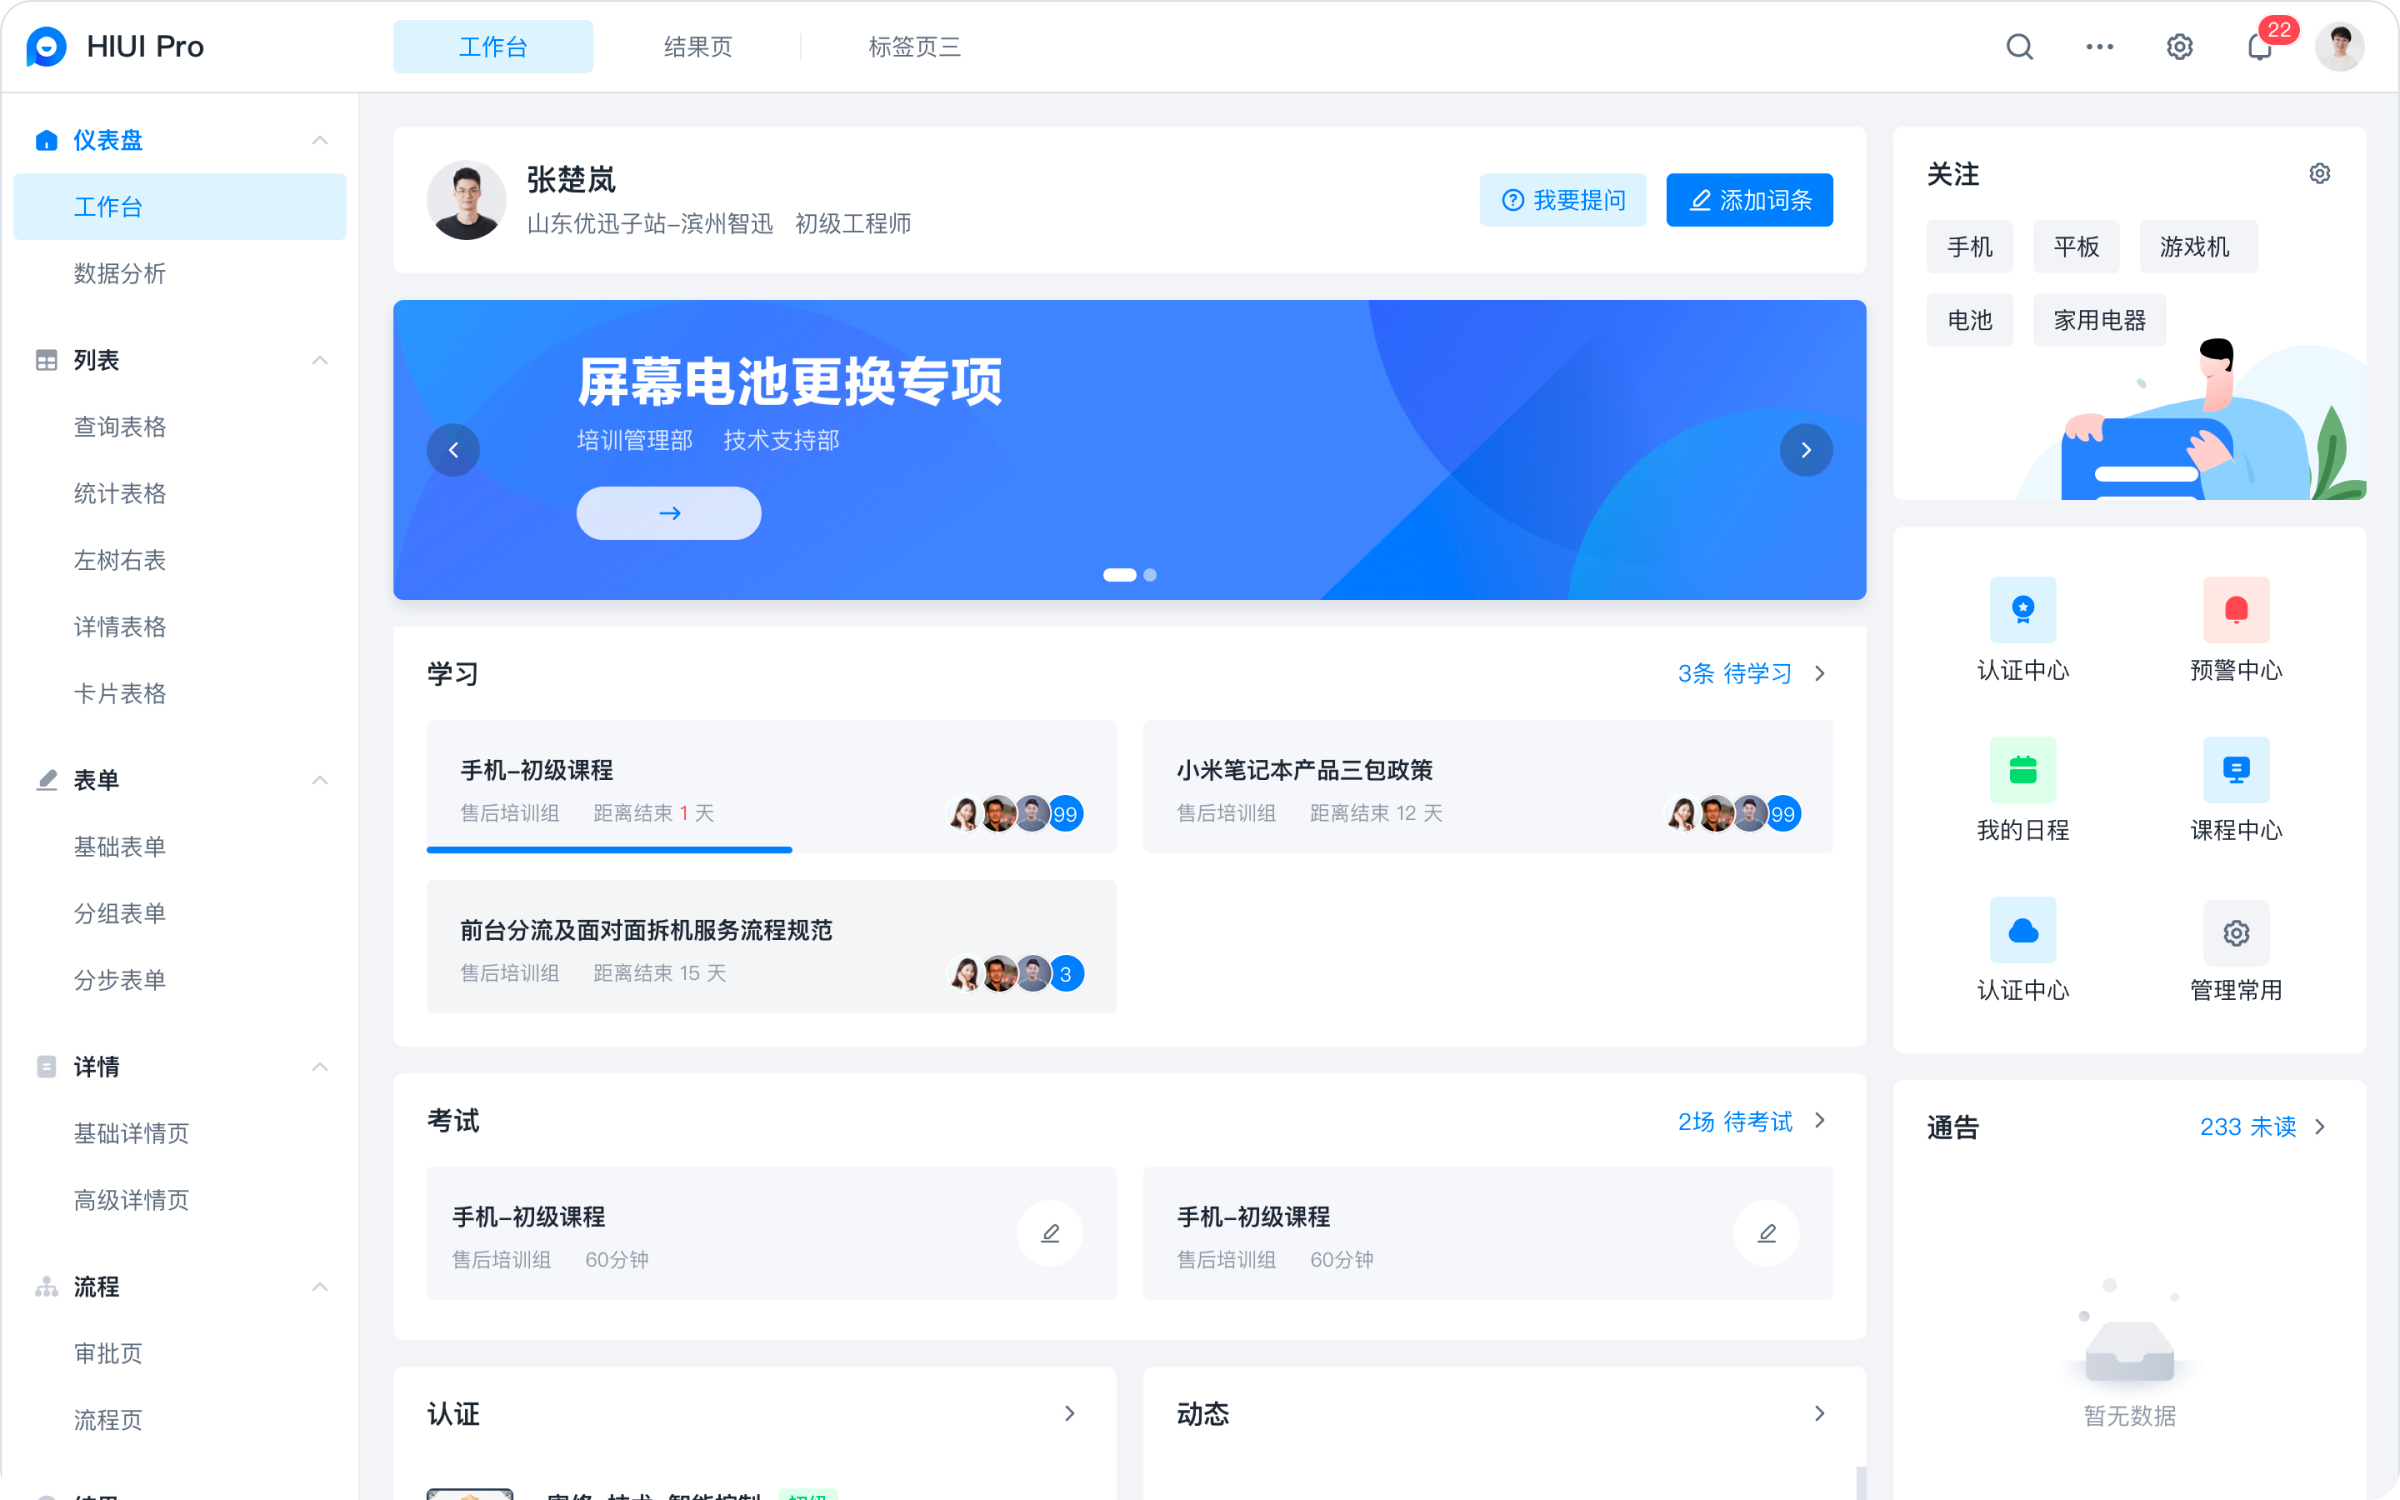 HIUI Pro
工作台
结果页
标签页三
22
仪表盘
工作台
数据分析
列表
查询表格
统计表格
左树右表
详情表格
卡片表格
表单
基础表单
分组表单
分步表单
详情
基础详情页
高级详情页
流程
审批页
流程页
张楚岚
山东优迅子站-滨州智迅 初级工程师
我要提问
添加词条
屏幕电池更换专项
培训管理部 技术支持部
学习
3条 待学习
手机-初级课程
售后培训组 距离结束 1 天
99
小米笔记本产品三包政策
售后培训组 距离结束 12 天
99
前台分流及面对面拆机服务流程规范
售后培训组 距离结束 15 天
3
考试
2场 待考试
手机-初级课程
售后培训组 60分钟
手机-初级课程
售后培训组 60分钟
认证
动态
关注
手机
平板
游戏机
电池
家用电器
认证中心
预警中心
我的日程
课程中心
认证中心
管理常用
通告
233 未读
暂无数据